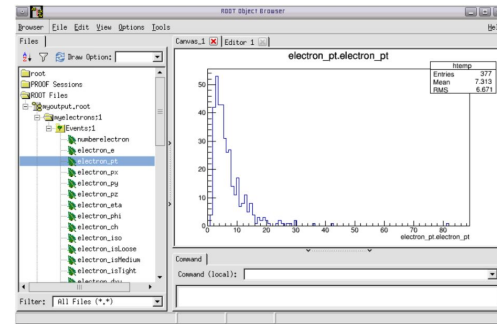 ROOT Object Browser
Browser File Edit View Options Tools
Files
Draw Option:
root
PROOF Sessions
ROOT Files
myoutput.root
myelectrons;1
Events;1
numberelectron
electron_e
electron_pt
electron_px
electron_py
electron_pz
electron_eta
electron_phi
electron_ch
electron_iso
electron_isLoose
electron_isMedium
electron_isTight
electron_dxy
Filter: All Files (*.*)
Canvas_1 Editor 1
electron_pt.electron_pt
htemp
Entries 377
Mean 7.313
RMS 6.671
50
40
30
20
10
0
0 10 20 30 40 50 60 70 80
electron_pt.electron_pt
Command
Command (local):